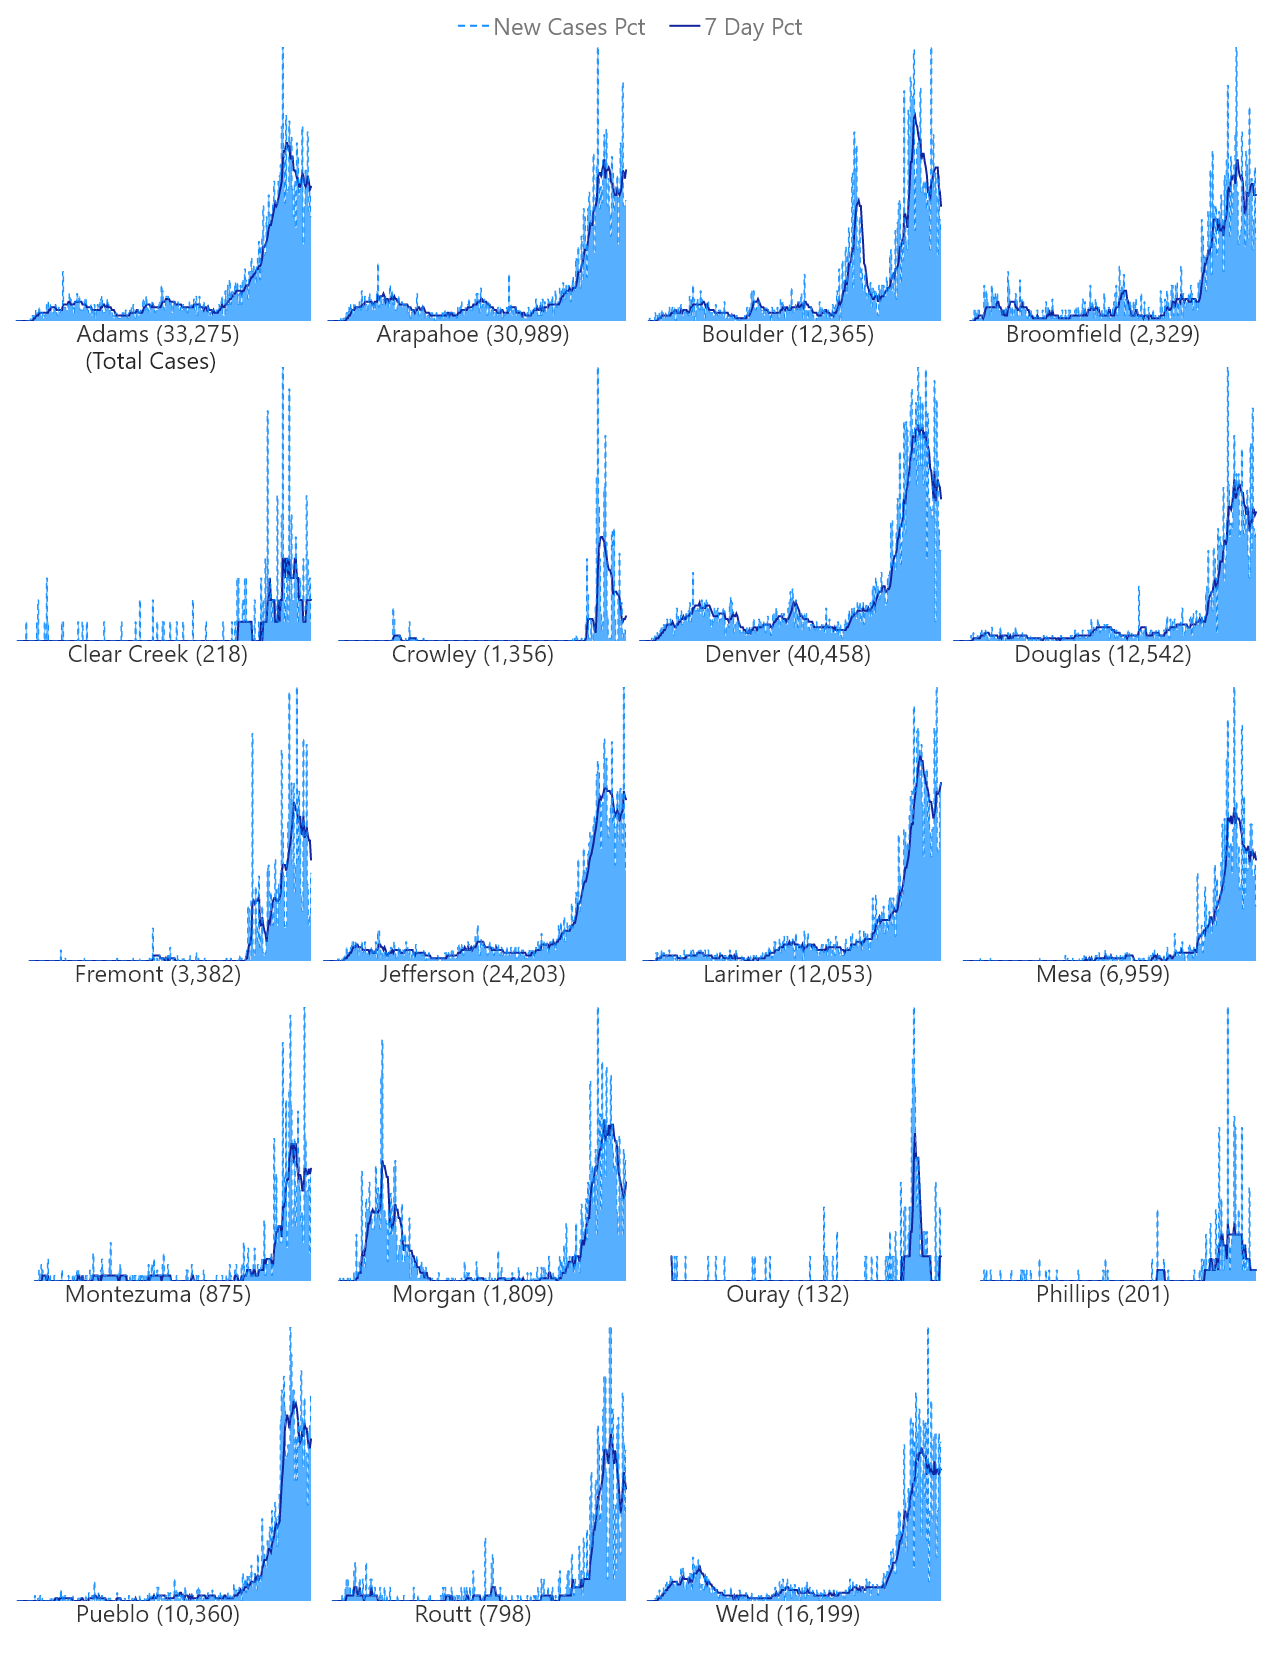 New Cases Pct 7 Day Pct
Adams (33,275) Arapahoe (30,989) Boulder (12,365) Broomfield (2,329)
(Total Cases)
Clear Creek (218) Crowley (1,356) Denver (40,458) Douglas (12,542)
Fremont (3,382) Jefferson (24,203) Larimer (12,053) Mesa (6,959)
Montezuma (875) Morgan (1,809) Ouray (132) Phillips (201)
Pueblo (10,360) Routt (798) Weld (16,199)